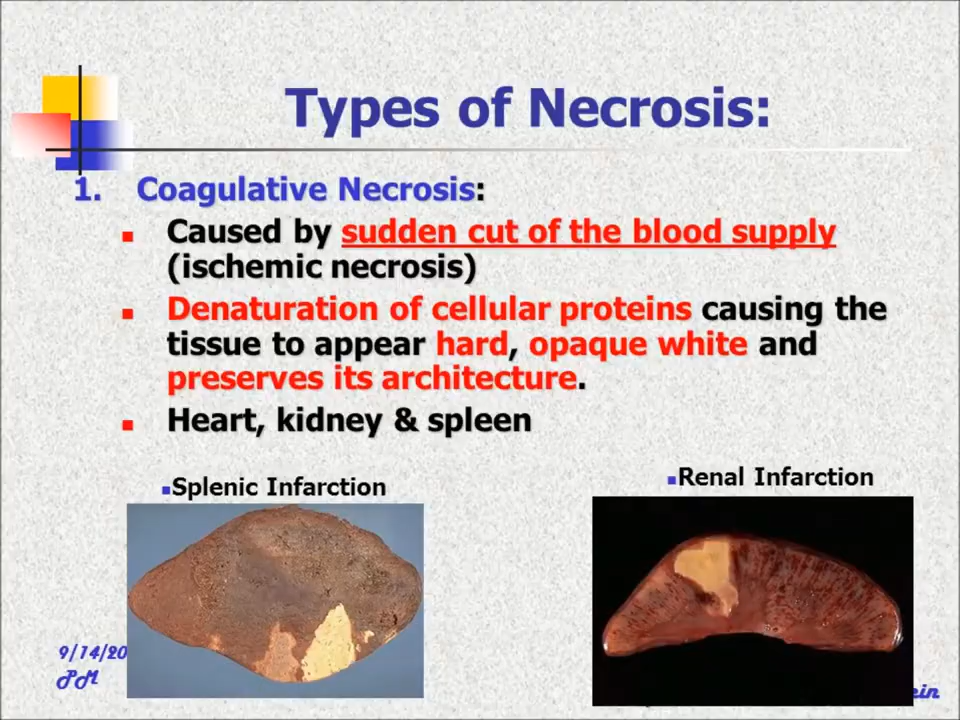 Types of Necrosis:
1. Coagulative Necrosis:
Caused by sudden cut of the blood supply
(ischemic necrosis)
Denaturation of cellular proteins causing the
tissue to appear hard, opaque white and
preserves its architecture.
Heart, kidney & spleen
Splenic Infarction
Renal Infarction
9/14/20
PM